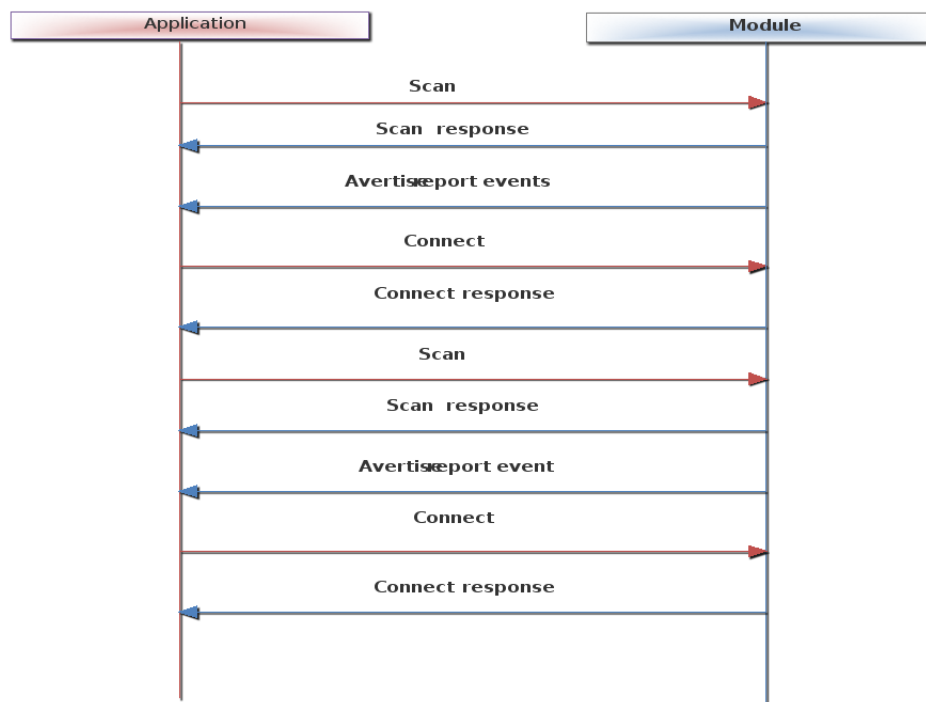 Application
Module
Scan
Scan response
Avertise report events
Connect
Connect response
Scan
Scan response
Avertise report event
Connect
Connect response